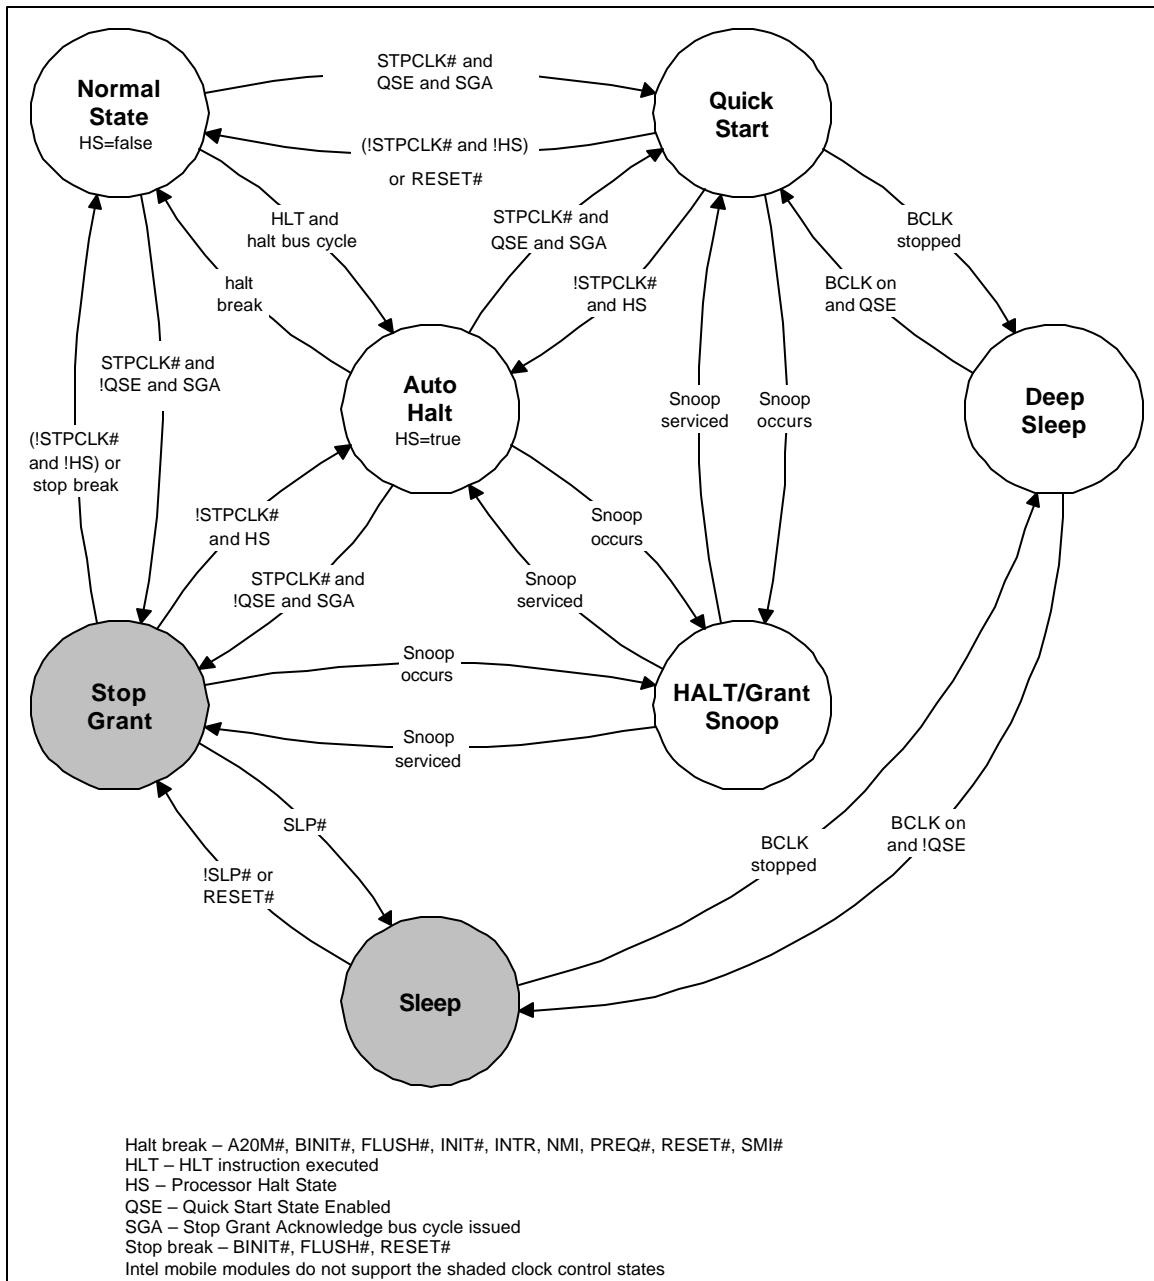 STPCLK# and
QSE and SGA
Normal
State
HS=false
Quick
Start
(!STPCLK# and !HS)
or RESET#
HLT and
halt bus cycle
STPCLK# and
QSE and SGA
BCLK
stopped
halt
break
!STPCLK#
and HS
BCLK on
and QSE
STPCLK# and
!QSE and SGA
Auto
Halt
HS=true
Snoop
serviced
Snoop
occurs
Deep
Sleep
(!STPCLK#
and !HS) or
stop break
!STPCLK#
and HS
Snoop
occurs
STPCLK# and
!QSE and SGA
Snoop
serviced
Stop
Grant
Snoop
occurs
HALT/Grant
Snoop
Snoop
serviced
SLP#
BCLK
stopped
BCLK on
and !QSE
!SLP# or
RESET#
Sleep
Halt break – A20M#, BINIT#, FLUSH#, INIT#, INTR, NMI, PREQ#, RESET#, SMI#
HLT – HLT instruction executed
HS – Processor Halt State
QSE – Quick Start State Enabled
SGA – Stop Grant Acknowledge bus cycle issued
Stop break – BINIT#, FLUSH#, RESET#
Intel mobile modules do not support the shaded clock control states